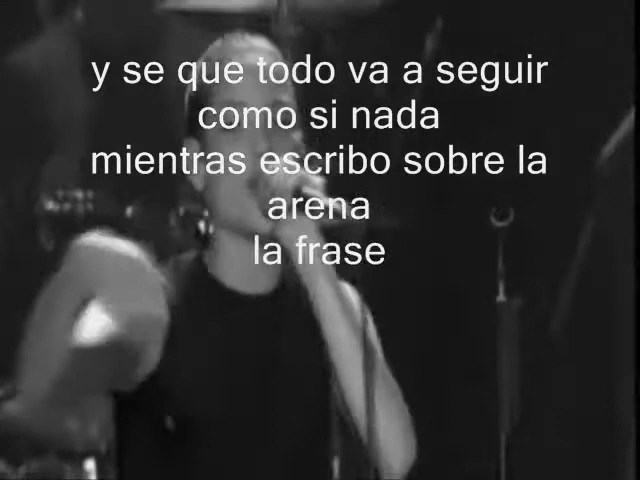 y se que todo va a seguir
como si nada
mientras escribo sobre la
arena
la frase